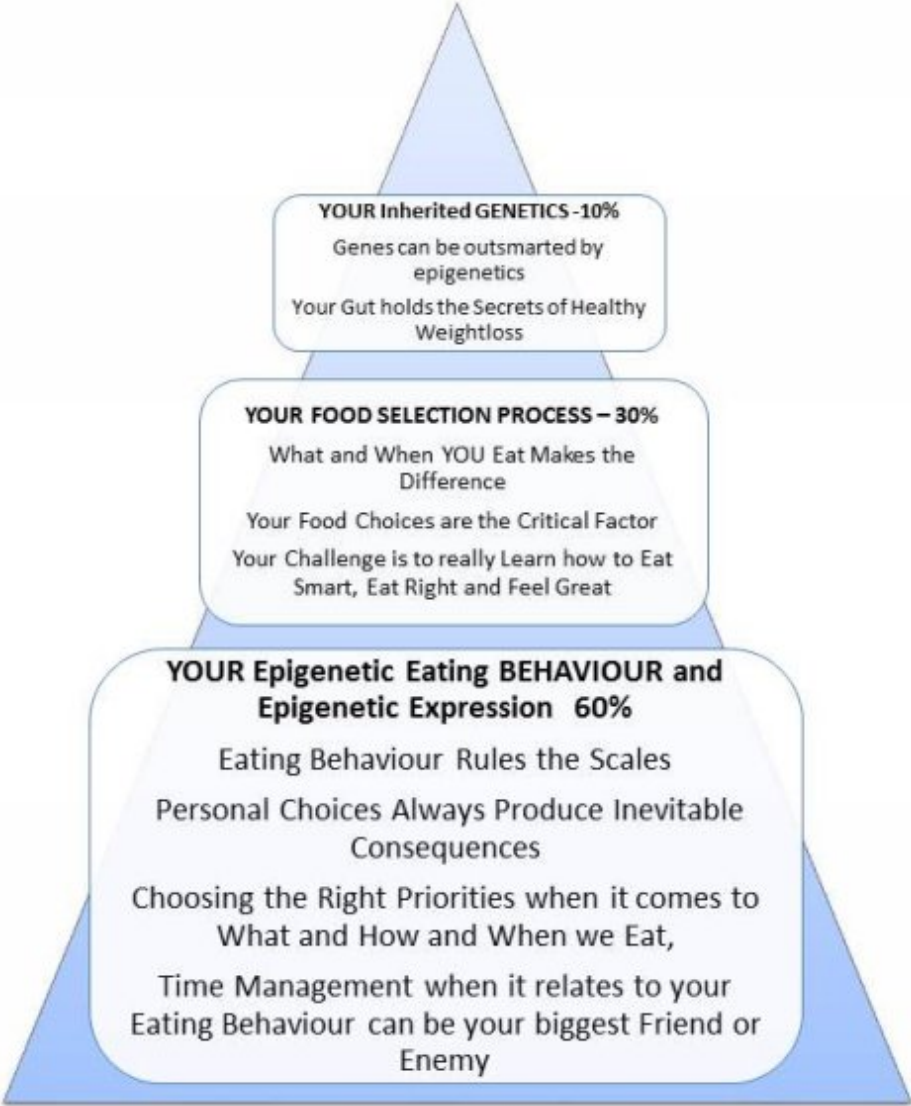 YOUR Inherited GENETICS -10%
Genes can be outsmarted by
epigenetics
Your Gut holds the Secrets of Healthy
Weightloss
YOUR FOOD SELECTION PROCESS – 30%
What and When YOU Eat Makes the
Difference
Your Food Choices are the Critical Factor
Your Challenge is to really Learn how to Eat
Smart, Eat Right and Feel Great
YOUR Epigenetic Eating BEHAVIOUR and
Epigenetic Expression 60%
Eating Behaviour Rules the Scales
Personal Choices Always Produce Inevitable
Consequences
Choosing the Right Priorities when it comes to
What and How and When we Eat,
Time Management when it relates to your
Eating Behaviour can be your biggest Friend or
Enemy